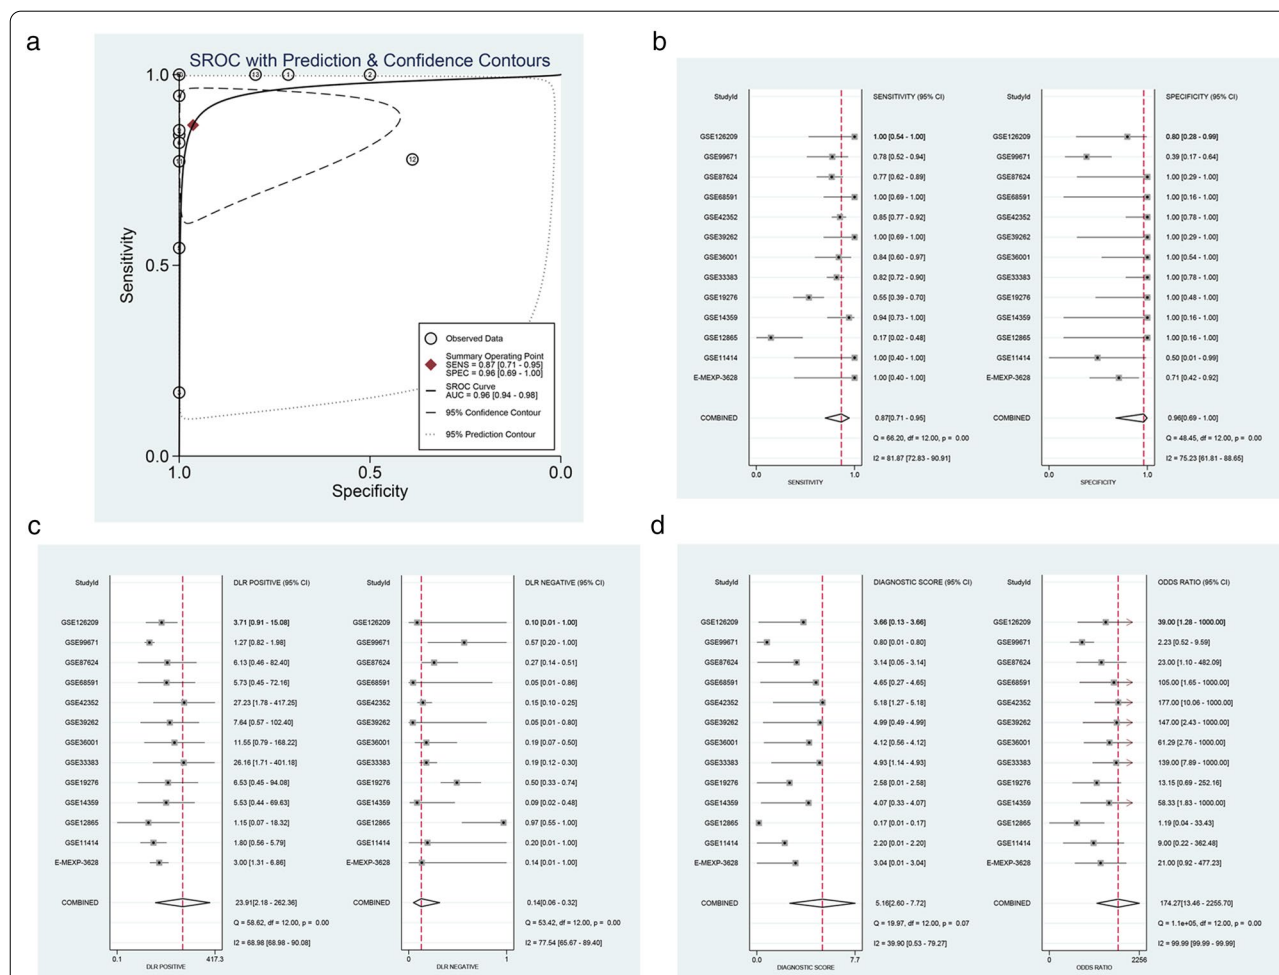 a
SROC with Prediction & Confidence Contours
1.0
0.5
0.0
Sensitivity
1.0 0.5 0.0
Specificity
13 1 2
12
Observed Data
Summary Operating Point
SENS = 0.87 [0.71 - 0.95]
SPEC = 0.96 [0.69 - 1.00]
SROC Curve
AUC = 0.96 [0.94 - 0.98]
95% Confidence Contour
95% Prediction Contour
b
StudyId SENSITIVITY (95% CI)
GSE126209 1.00 [0.54 - 1.00]
GSE99671 0.78 [0.52 - 0.94]
GSE87624 0.77 [0.62 - 0.89]
GSE68591 1.00 [0.69 - 1.00]
GSE42352 0.85 [0.77 - 0.92]
GSE39262 1.00 [0.69 - 1.00]
GSE36001 0.84 [0.60 - 0.97]
GSE33383 0.82 [0.72 - 0.90]
GSE19276 0.55 [0.39 - 0.70]
GSE14359 0.94 [0.73 - 1.00]
GSE12865 0.17 [0.02 - 0.48]
GSE11414 1.00 [0.40 - 1.00]
E-MEXP-3628 1.00 [0.40 - 1.00]
COMBINED 0.87[0.71 - 0.95]
Q = 66.20, df = 12.00, p = 0.00
I2 = 81.87 [72.83 - 90.91]
0.0 1.0
SENSITIVITY
StudyId SPECIFICITY (95% CI)
GSE126209 0.80 [0.28 - 0.99]
GSE99671 0.39 [0.17 - 0.64]
GSE87624 1.00 [0.29 - 1.00]
GSE68591 1.00 [0.16 - 1.00]
GSE42352 1.00 [0.78 - 1.00]
GSE39262 1.00 [0.29 - 1.00]
GSE36001 1.00 [0.54 - 1.00]
GSE33383 1.00 [0.78 - 1.00]
GSE19276 1.00 [0.48 - 1.00]
GSE14359 1.00 [0.16 - 1.00]
GSE12865 1.00 [0.16 - 1.00]
GSE11414 0.50 [0.01 - 0.99]
E-MEXP-3628 0.71 [0.42 - 0.92]
COMBINED 0.96[0.69 - 1.00]
Q = 48.45, df = 12.00, p = 0.00
I2 = 75.23 [61.81 - 88.65]
0.0 1.0
SPECIFICITY
c
StudyId DLR POSITIVE (95% CI)
GSE126209 3.71 [0.91 - 15.08]
GSE99671 1.27 [0.82 - 1.98]
GSE87624 6.13 [0.46 - 82.40]
GSE68591 5.73 [0.45 - 72.16]
GSE42352 27.23 [1.78 - 417.25]
GSE39262 7.64 [0.57 - 102.40]
GSE36001 11.55 [0.79 - 168.22]
GSE33383 26.16 [1.71 - 401.18]
GSE19276 6.53 [0.45 - 94.08]
GSE14359 5.53 [0.44 - 69.63]
GSE12865 1.15 [0.07 - 18.32]
GSE11414 1.80 [0.56 - 5.79]
E-MEXP-3628 3.00 [1.31 - 6.86]
COMBINED 23.91[2.18 - 262.36]
Q = 58.62, df = 12.00, p = 0.00
I2 = 68.98 [68.98 - 90.08]
0.1 417.3
DLR POSITIVE
StudyId DLR NEGATIVE (95% CI)
GSE126209 0.10 [0.01 - 1.00]
GSE99671 0.57 [0.20 - 1.00]
GSE87624 0.27 [0.14 - 0.51]
GSE68591 0.05 [0.01 - 0.86]
GSE42352 0.15 [0.10 - 0.25]
GSE39262 0.05 [0.01 - 0.80]
GSE36001 0.19 [0.07 - 0.50]
GSE33383 0.19 [0.12 - 0.30]
GSE19276 0.50 [0.33 - 0.74]
GSE14359 0.09 [0.02 - 0.48]
GSE12865 0.97 [0.55 - 1.00]
GSE11414 0.20 [0.01 - 1.00]
E-MEXP-3628 0.14 [0.01 - 1.00]
COMBINED 0.14[0.06 - 0.32]
Q = 53.42, df = 12.00, p = 0.00
I2 = 77.54 [65.67 - 89.40]
0 1
DLR NEGATIVE
d
StudyId DIAGNOSTIC SCORE (95% CI)
GSE126209 3.66 [0.13 - 3.66]
GSE99671 0.80 [0.01 - 0.80]
GSE87624 3.14 [0.05 - 3.14]
GSE68591 4.65 [0.27 - 4.65]
GSE42352 5.18 [1.27 - 5.18]
GSE39262 4.99 [0.49 - 4.99]
GSE36001 4.12 [0.56 - 4.12]
GSE33383 4.93 [1.14 - 4.93]
GSE19276 2.58 [0.01 - 2.58]
GSE14359 4.07 [0.33 - 4.07]
GSE12865 0.17 [0.01 - 0.17]
GSE11414 2.20 [0.01 - 2.20]
E-MEXP-3628 3.04 [0.01 - 3.04]
COMBINED 5.16[2.60 - 7.72]
Q = 19.97, df = 12.00, p = 0.07
I2 = 39.90 [0.53 - 79.27]
0.0 7.7
DIAGNOSTIC SCORE
StudyId ODDS RATIO (95% CI)
GSE126209 39.00 [1.28 - 1000.00]
GSE99671 2.23 [0.52 - 9.59]
GSE87624 23.00 [1.10 - 482.09]
GSE68591 105.00 [1.65 - 1000.00]
GSE42352 177.00 [10.06 - 1000.00]
GSE39262 147.00 [2.43 - 1000.00]
GSE36001 61.29 [2.76 - 1000.00]
GSE33383 139.00 [7.89 - 1000.00]
GSE19276 13.15 [0.69 - 252.16]
GSE14359 58.33 [1.83 - 1000.00]
GSE12865 1.19 [0.04 - 33.43]
GSE11414 9.00 [0.22 - 362.48]
E-MEXP-3628 21.00 [0.92 - 477.23]
COMBINED 174.27[13.46 - 2255.70]
Q = 1.1e+05, df = 12.00, p = 0.00
I2 = 99.99 [99.99 - 99.99]
0 2256
ODDS RATIO